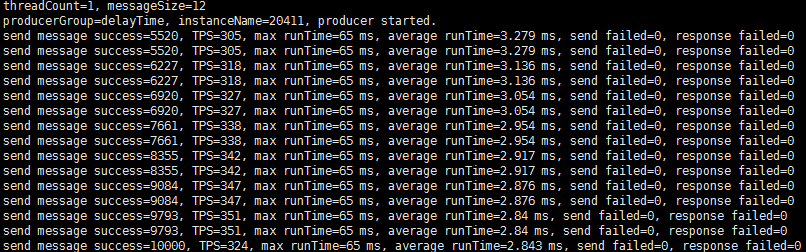 threadCount=1, messageSize=12
producerGroup=delayTime, instanceName=20411, producer started.
send message success=5520, TPS=305, max runTime=65 ms, average runTime=3.279 ms, send failed=0, response failed=0
send message success=5520, TPS=305, max runTime=65 ms, average runTime=3.279 ms, send failed=0, response failed=0
send message success=6227, TPS=318, max runTime=65 ms, average runTime=3.136 ms, send failed=0, response failed=0
send message success=6227, TPS=318, max runTime=65 ms, average runTime=3.136 ms, send failed=0, response failed=0
send message success=6920, TPS=327, max runTime=65 ms, average runTime=3.054 ms, send failed=0, response failed=0
send message success=6920, TPS=327, max runTime=65 ms, average runTime=3.054 ms, send failed=0, response failed=0
send message success=7661, TPS=338, max runTime=65 ms, average runTime=2.954 ms, send failed=0, response failed=0
send message success=7661, TPS=338, max runTime=65 ms, average runTime=2.954 ms, send failed=0, response failed=0
send message success=8355, TPS=342, max runTime=65 ms, average runTime=2.917 ms, send failed=0, response failed=0
send message success=8355, TPS=342, max runTime=65 ms, average runTime=2.917 ms, send failed=0, response failed=0
send message success=9084, TPS=347, max runTime=65 ms, average runTime=2.876 ms, send failed=0, response failed=0
send message success=9084, TPS=347, max runTime=65 ms, average runTime=2.876 ms, send failed=0, response failed=0
send message success=9793, TPS=351, max runTime=65 ms, average runTime=2.84 ms, send failed=0, response failed=0
send message success=9793, TPS=351, max runTime=65 ms, average runTime=2.84 ms, send failed=0, response failed=0
send message success=10000, TPS=324, max runTime=65 ms, average runTime=2.843 ms, send failed=0, response failed=0